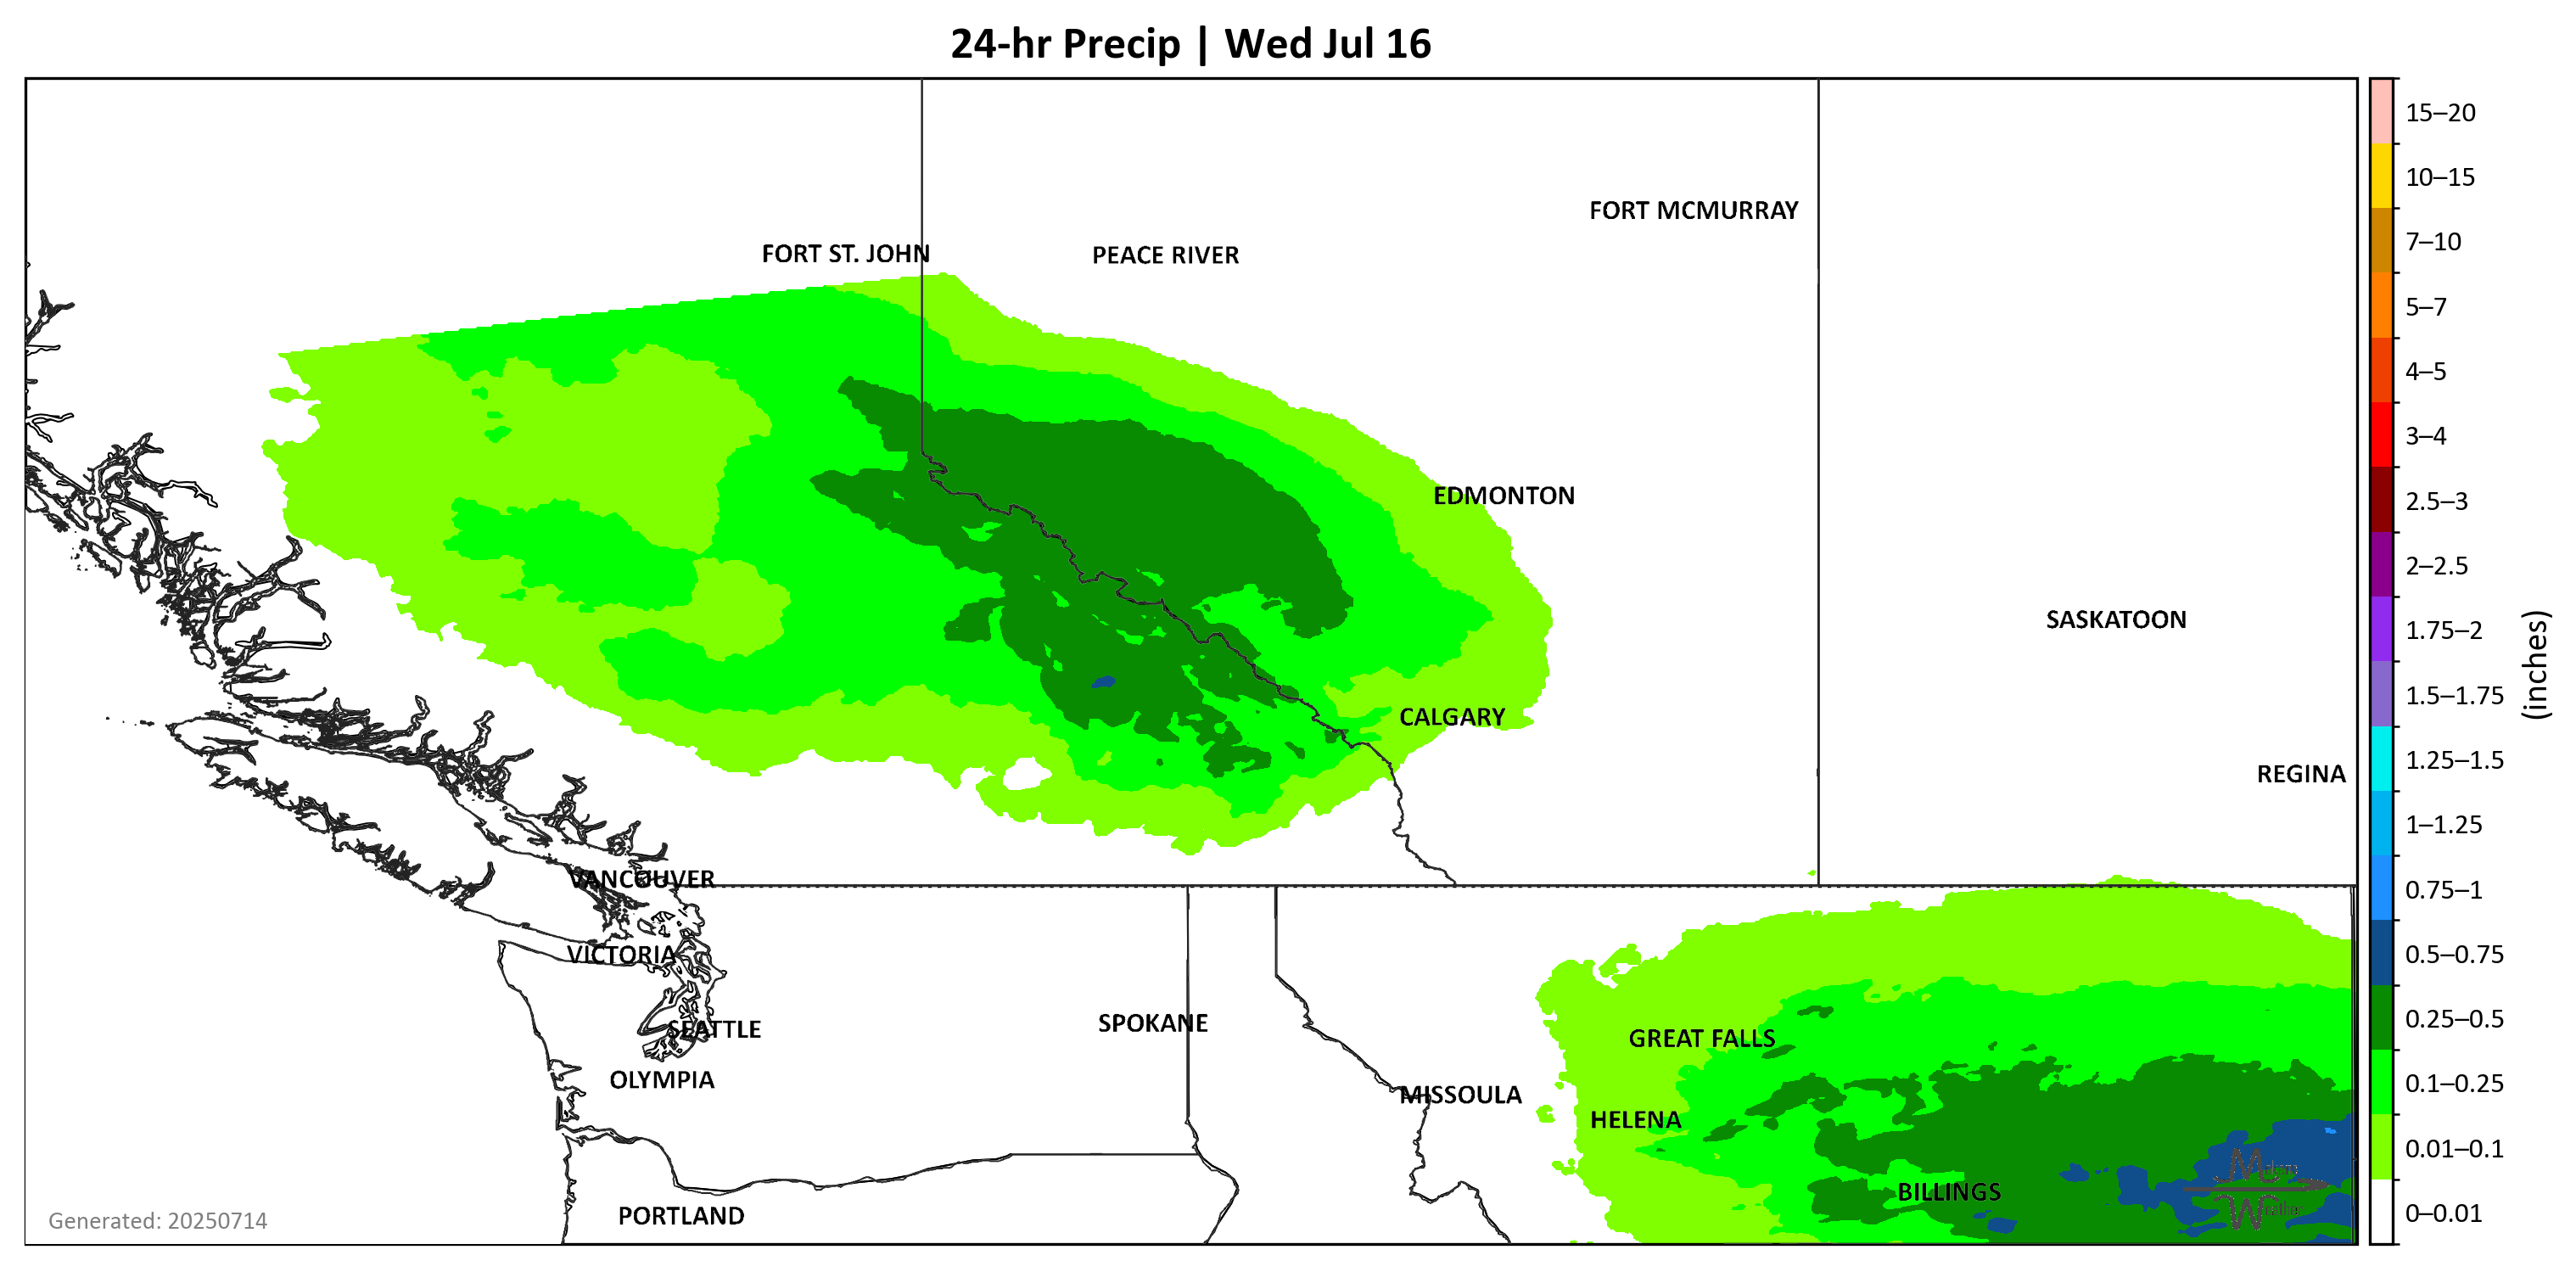 24-hr Precip | Wed Jul 16
FORT MCMURRAY
FORT ST. JOHN
PEACE RIVER
EDMONTON
SASKATOON
CALGARY
REGINA
VANCOUVER
VICTORIA
SEATTLE
SPOKANE
GREAT FALLS
OLYMPIA
MISSOULA
HELENA
BILLINGS
PORTLAND
Generated: 20250714
15–20
10–15
7–10
5–7
4–5
3–4
2.5–3
2–2.5
1.75–2
1.5–1.75
1.25–1.5
1–1.25
0.75–1
0.5–0.75
0.25–0.5
0.1–0.25
0.01–0.1
0–0.01
(inches)